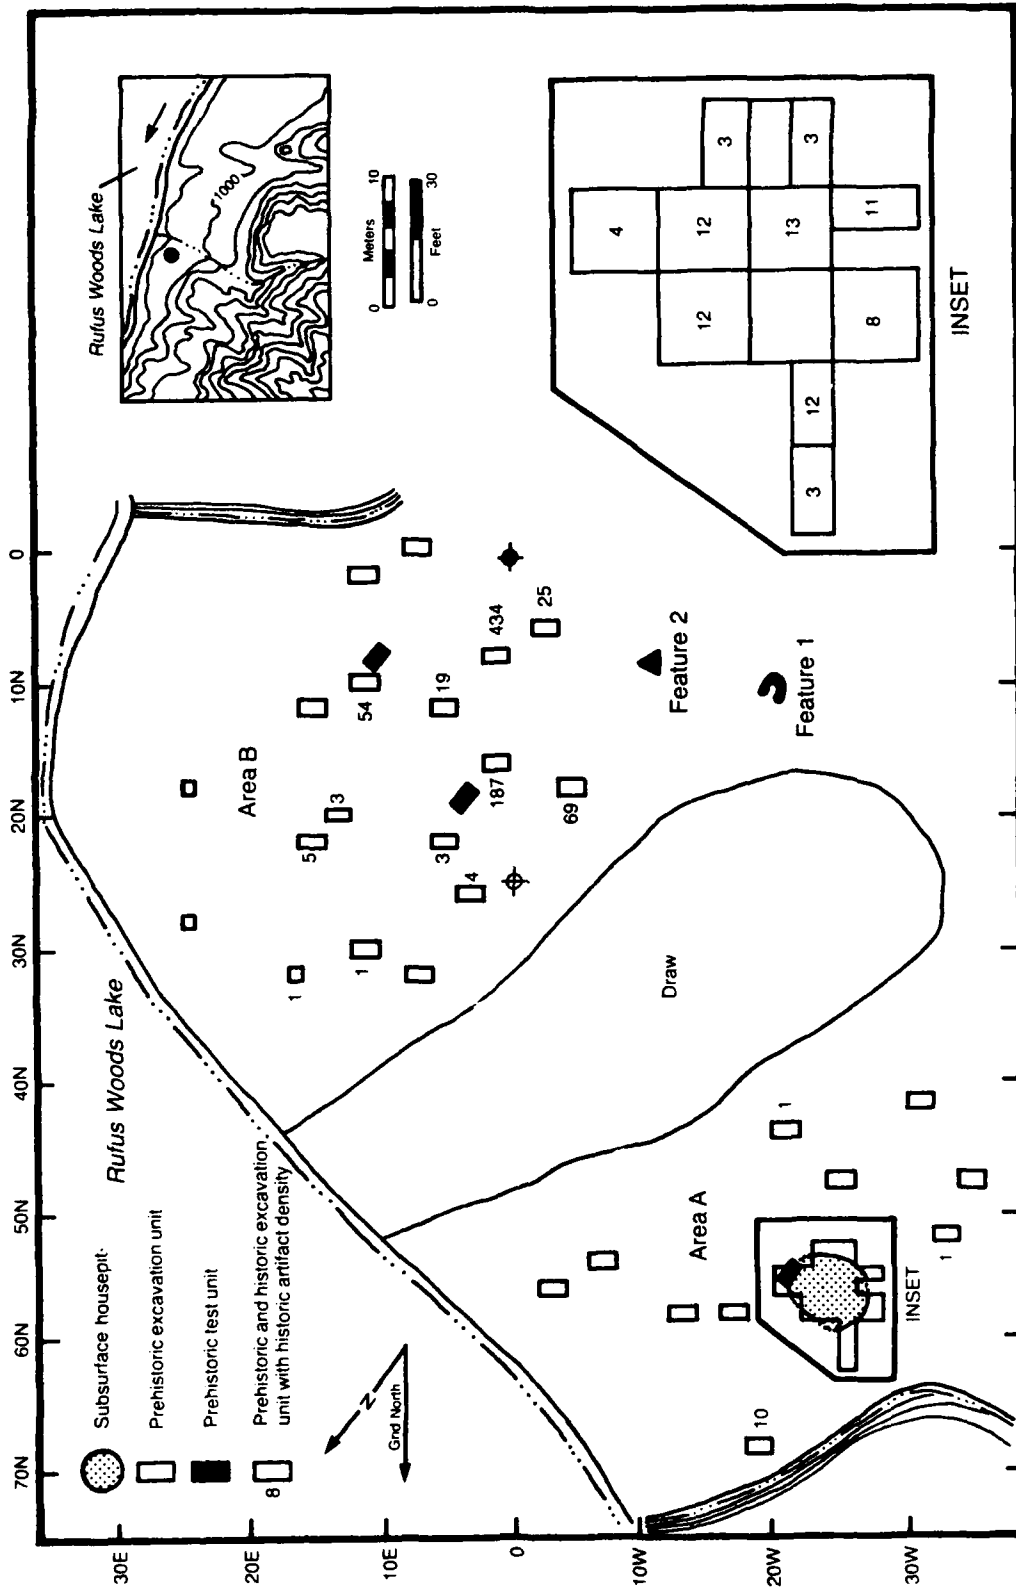 Rufus Woods Lake
Subsurface housepit
Prehistoric excavation unit
Prehistoric test unit
8
Prehistoric and historic excavation
unit with historic artifact density
N
Grid North
70N
60N
50N
40N
30N
20N
10N
0
30E
20E
10E
0
10W
20W
30W
Rufus Woods Lake
1000
0
Meters
10
0
Feet
30
Area B
1
1
5
3
3
4
54
19
187
434
25
69
Feature 2
Feature 1
Draw
Area A
10
1
1
INSET
3
12
12
8
4
12
13
11
3
3
INSET